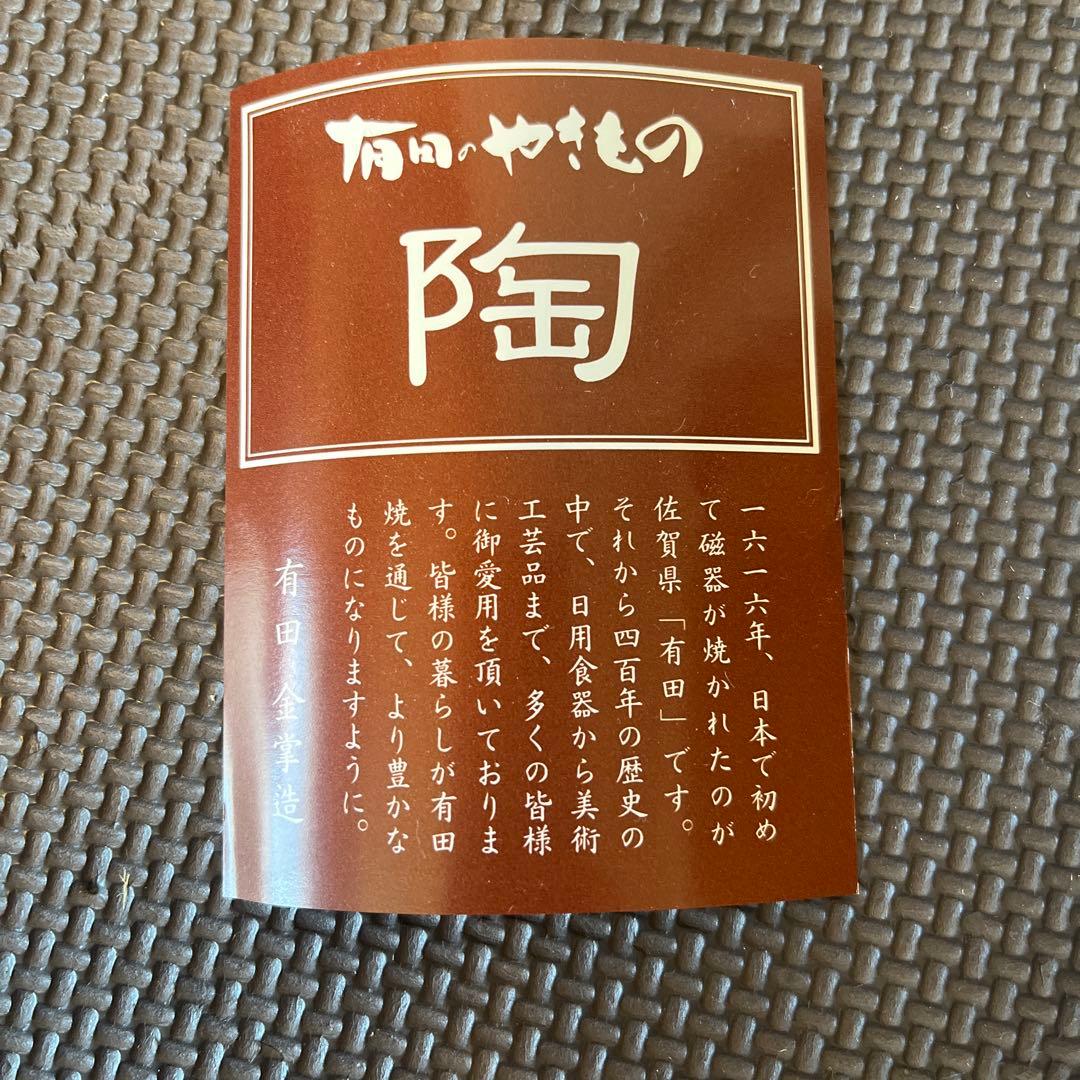 有田のやきもの
陶
一六一六年、日本で初め
て磁器が焼かれたのが
佐賀県「有田」です。
それから四百年の歴史の
中で、日用食器から美術
工芸品まで、多くの皆様
に御愛用を頂いておりま
す。皆様の暮らしが有田
焼を通じて、より豊かな
ものになりますように。
有田 金掌造